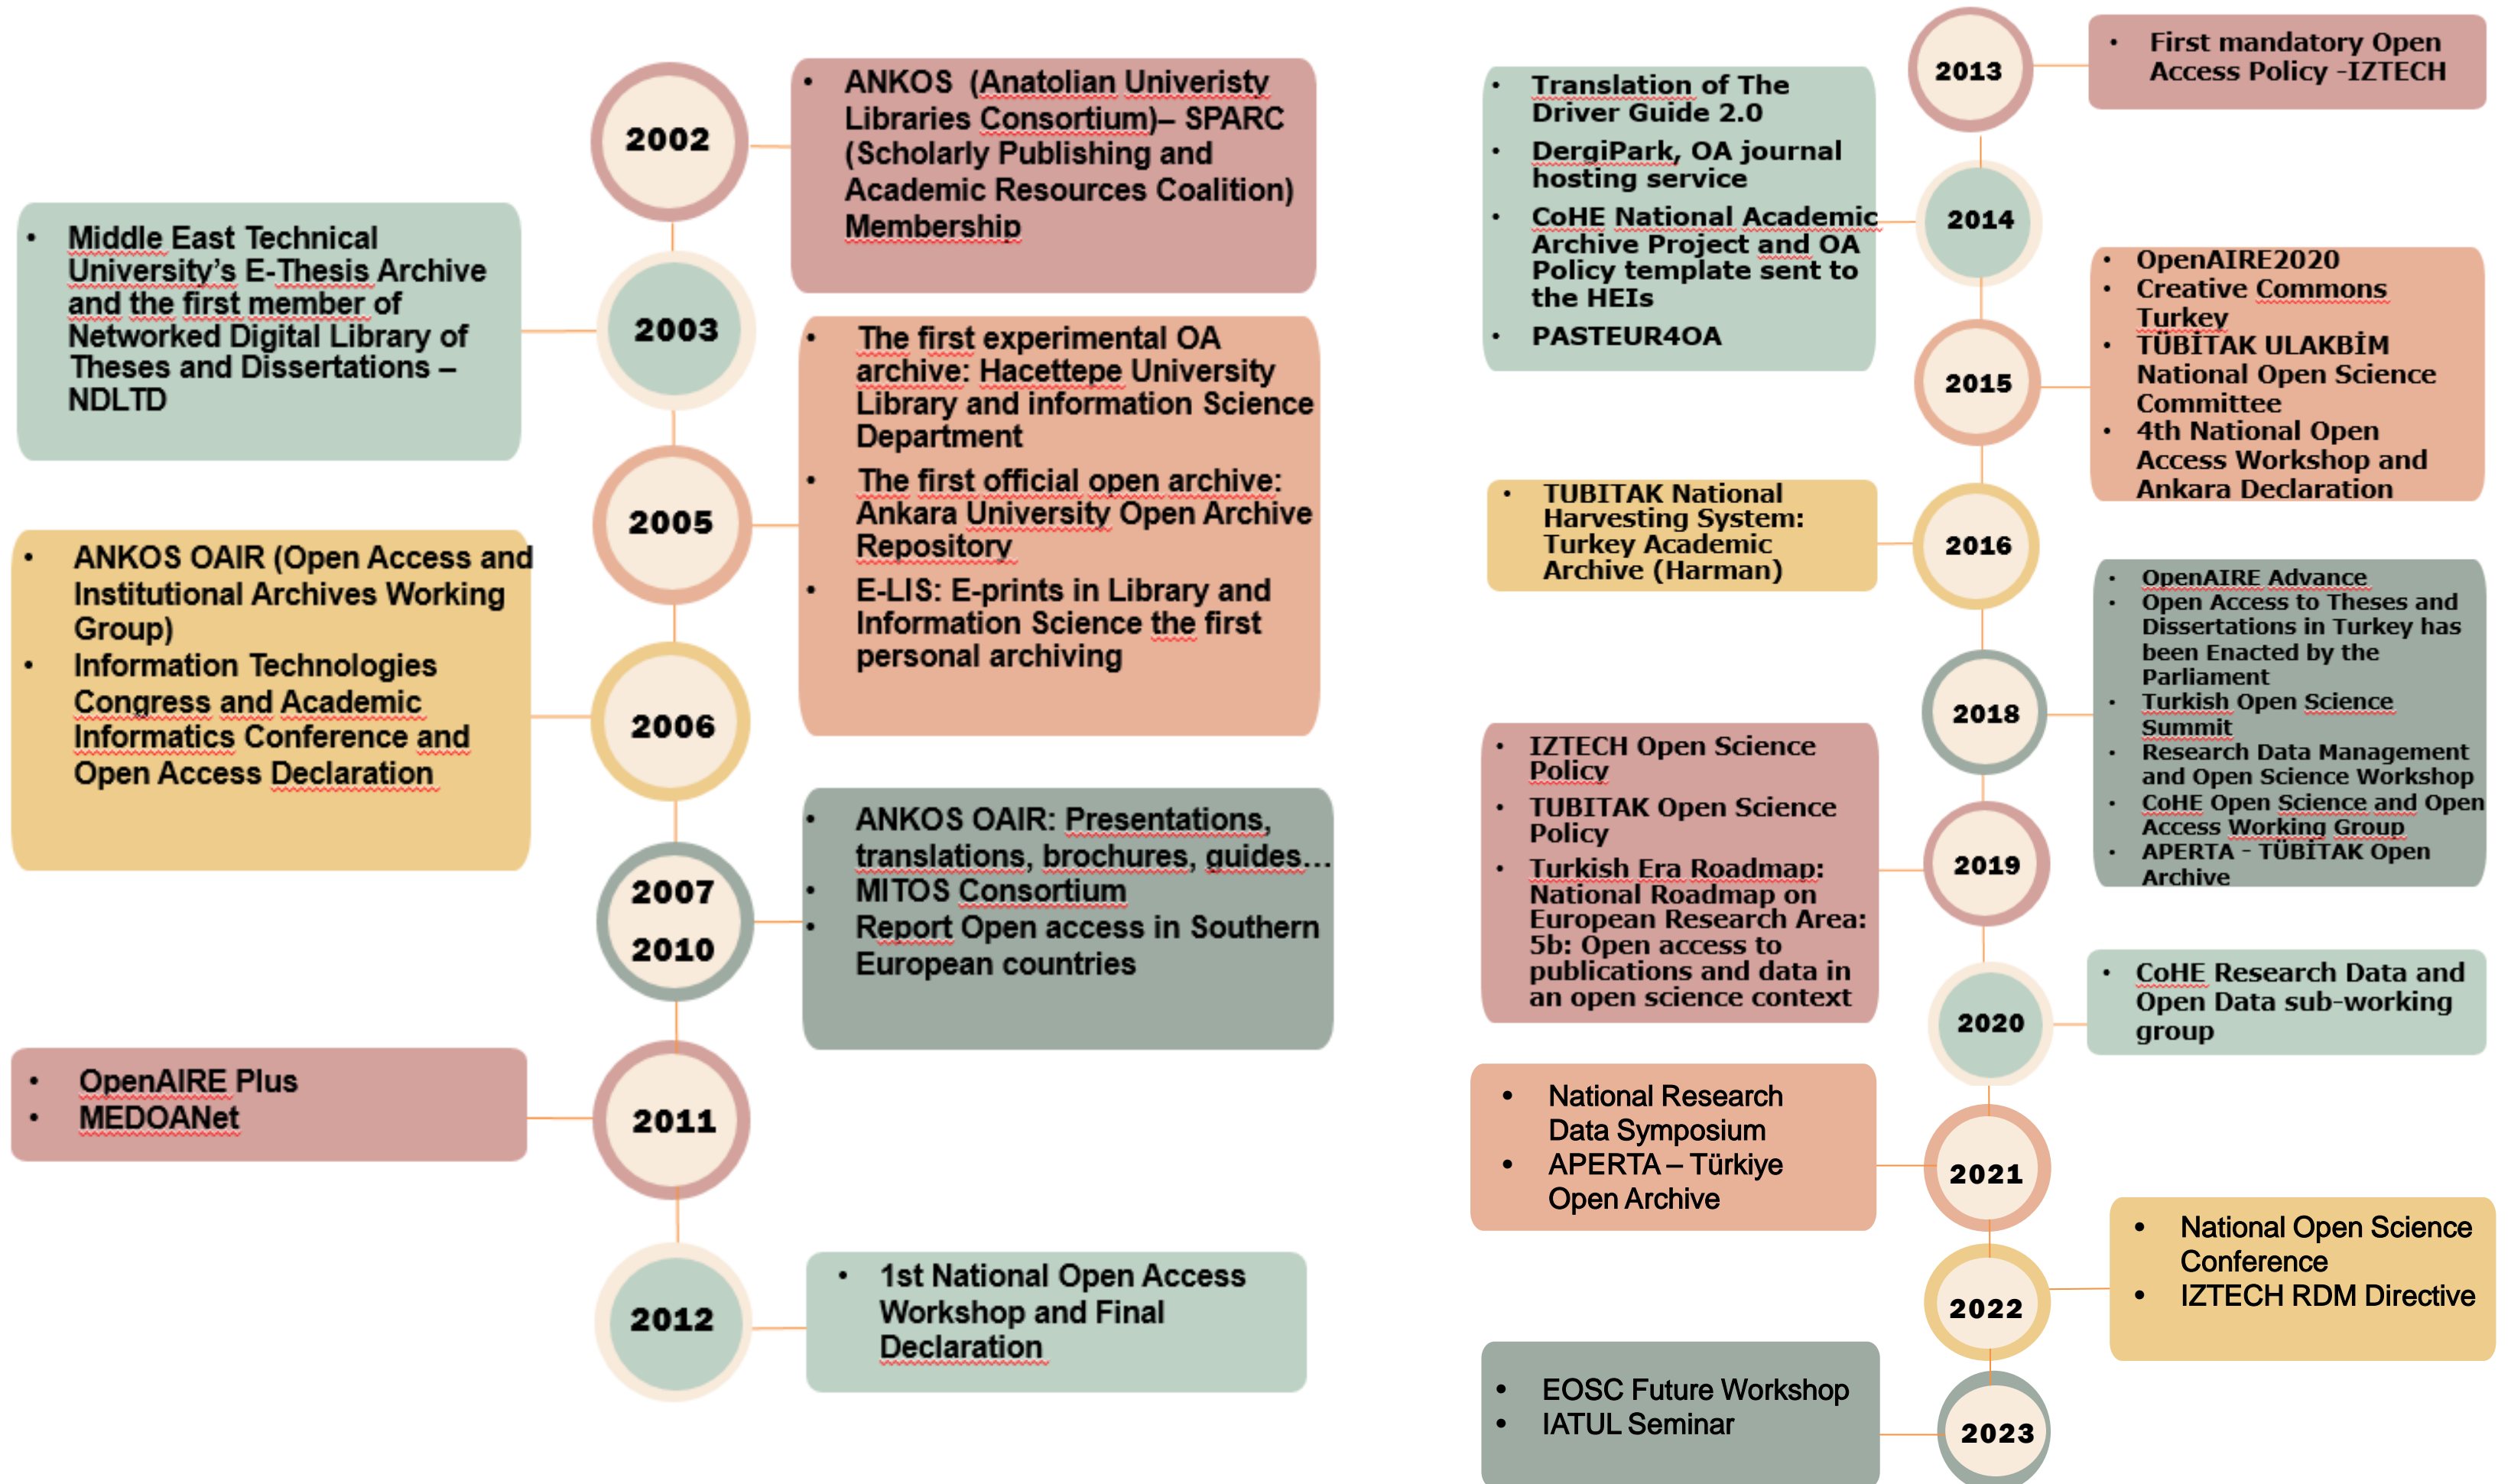 2002
• ANKOS (Anatolian Univeristy
Libraries Consortium)– SPARC
(Scholarly Publishing and
Academic Resources Coalition)
Membership
2003
• Middle East Technical
University’s E-Thesis Archive
and the first member of
Networked Digital Library of
Theses and Dissertations –
NDLTD
2005
• The first experimental OA
archive: Hacettepe University
Library and information Science
Department
• The first official open archive:
Ankara University Open Archive
Repository
• E-LIS: E-prints in Library and
Information Science the first
personal archiving
2006
• ANKOS OAIR (Open Access and
Institutional Archives Working
Group)
• Information Technologies
Congress and Academic
Informatics Conference and
Open Access Declaration
2007
2010
• ANKOS OAIR: Presentations,
translations, brochures, guides…
• MITOS Consortium
• Report Open access in Southern
European countries
2011
• OpenAIRE Plus
• MEDOANet
2012
• 1st National Open Access
Workshop and Final
Declaration
2013
• First mandatory Open
Access Policy -IZTECH
2014
• Translation of The
Driver Guide 2.0
• DergiPark, OA journal
hosting service
• CoHE National Academic
Archive Project and OA
Policy template sent to
the HEIs
• PASTEUR4OA
2015
• OpenAIRE2020
• Creative Commons
Turkey
• TÜBİTAK ULAKBİM
National Open Science
Committee
• 4th National Open
Access Workshop and
Ankara Declaration
2016
• TUBITAK National
Harvesting System:
Turkey Academic
Archive (Harman)
2018
• OpenAIRE Advance
• Open Access to Theses and
Dissertations in Turkey has
been Enacted by the
Parliament
• Turkish Open Science
Summit
• Research Data Management
and Open Science Workshop
• CoHE Open Science and Open
Access Working Group
• APERTA - TÜBİTAK Open
Archive
2019
• IZTECH Open Science
Policy
• TUBITAK Open Science
Policy
• Turkish Era Roadmap:
National Roadmap on
European Research Area:
5b: Open access to
publications and data in
an open science context
2020
• CoHE Research Data and
Open Data sub-working
group
2021
• National Research
Data Symposium
• APERTA – Türkiye
Open Archive
2022
• National Open Science
Conference
• IZTECH RDM Directive
2023
• EOSC Future Workshop
• IATUL Seminar